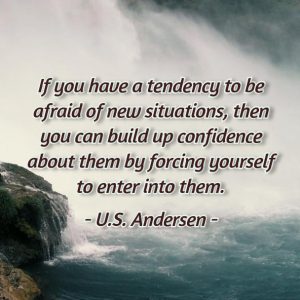 If you have a tendency to be
afraid of new situations, then
you can build up confidence
about them by forcing yourself
to enter into them.
- U.S. Andersen -